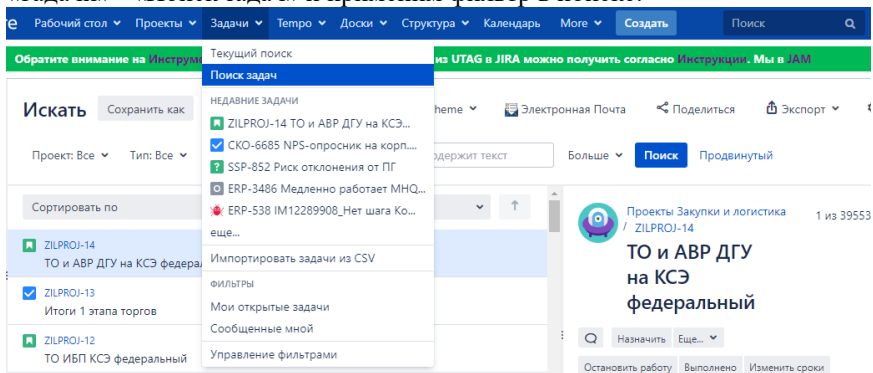 Рабочий стол Проекты Задачи Tempo Доски Структура Календарь More Создать Поиск
Обратите внимание на Инструк
из UTAG в JIRA можно получить согласно Инструкции. Мы в JAM
Текущий поиск
Поиск задач
НЕДАВНИЕ ЗАДАЧИ
ZILPROJ-14 ТО и АВР ДГУ на КСЭ...
СКО-6685 NPS-опросник на корп....
SSP-852 Риск отклонения от ПГ
ERP-3486 Медленно работает MHQ...
ERP-538 IM12289908_Нет шага Ко...
еще...
Импортировать задачи из CSV
ФИЛЬТРЫ
Мои открытые задачи
Сообщенные мной
Управление фильтрами
Искать Сохранить как
heme Электронная Почта Поделиться Экспорт
Проект: Все Тип: Все
одержит текст Больше Поиск Продвинутый
Сортировать по
ZILPROJ-14
ТО и АВР ДГУ на КСЭ федера
ZILPROJ-13
Итоги 1 этапа торгов
ZILPROJ-12
ТО ИБП КСЭ федеральный
Проекты Закупки и логистика 1 из 39553
/ ZILPROJ-14
ТО и АВР ДГУ
на КСЭ
федеральный
Назначить Еще...
Остановить работу Выполнено Изменить сроки